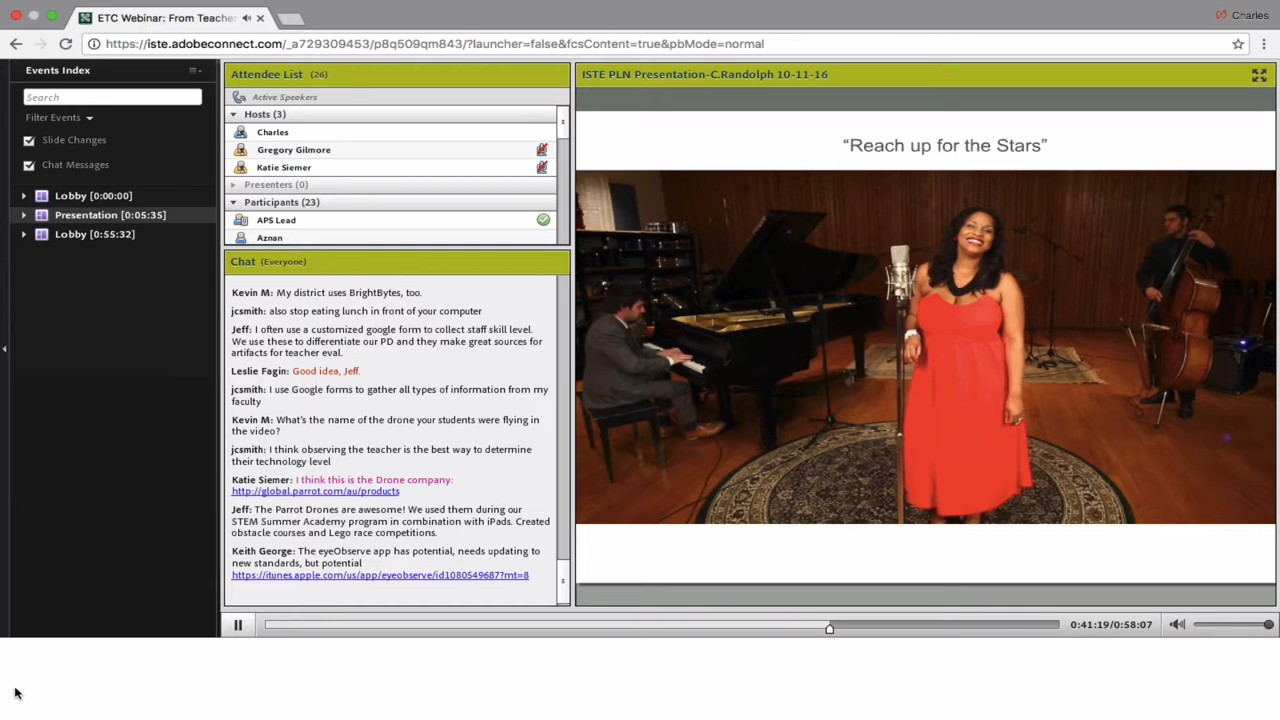 ETC Webinar: From Teacher
Charles
https://iste.adobeconnect.com/_a729309453/p8q509qm843/?launcher=false&fcsContent=true&pbMode=normal
Events Index
Search
Filter Events
Slide Changes
Chat Messages
Lobby [0:00:00]
Presentation [0:05:35]
Lobby [0:55:32]
Attendee List (26)
Active Speakers
Hosts (3)
Charles
Gregory Gilmore
Katie Siemer
Presenters (0)
Participants (23)
APS Lead
Aznan
Chat (Everyone)
Kevin M: My district uses BrightBytes, too.
jcsmith: also stop eating lunch in front of your computer
Jeff: I often use a customized google form to collect staff skill level.
We use these to differentiate our PD and they make great sources for
artifacts for teacher eval.
Leslie Fagin: Good idea, Jeff.
jcsmith: I use Google forms to gather all types of information from my
faculty
Kevin M: What's the name of the drone your students were flying in
the video?
jcsmith: I think observing the teacher is the best way to determine
their technology level
Katie Siemer: I think this is the Drone company:
http://global.parrot.com/au/products
Jeff: The Parrot Drones are awesome! We used them during our
STEM Summer Academy program in combination with iPads. Created
obstacle courses and Lego race competitions.
Keith George: The eyeObserve app has potential, needs updating to
new standards, but potential
https://itunes.apple.com/us/app/eyeobserve/id1080549687?mt=8
ISTE PLN Presentation-C.Randolph 10-11-16
“Reach up for the Stars”
0:41:19/0:58:07